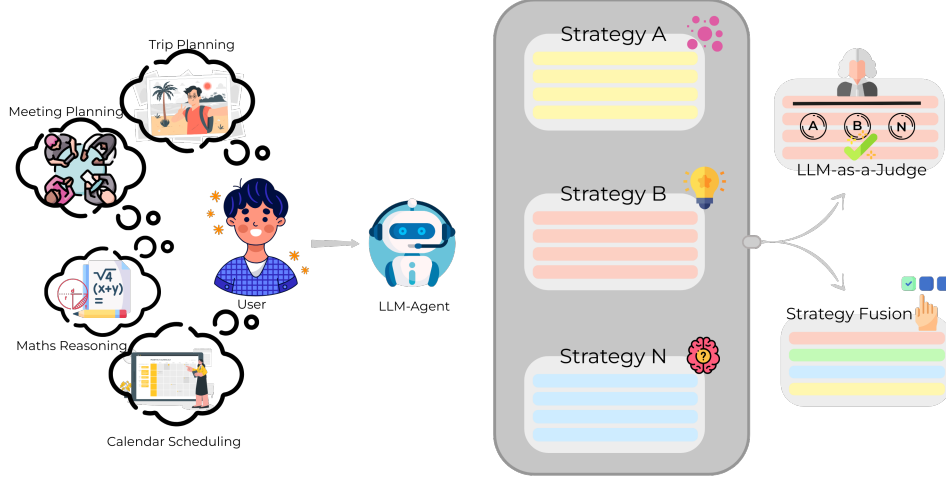 Trip Planning
Meeting Planning
√4
(x+y)
=
Maths Reasoning
Calendar Scheduling
User
LLM-Agent
Strategy A
Strategy B
Strategy N
?
A B N
LLM-as-a-Judge
Strategy Fusion